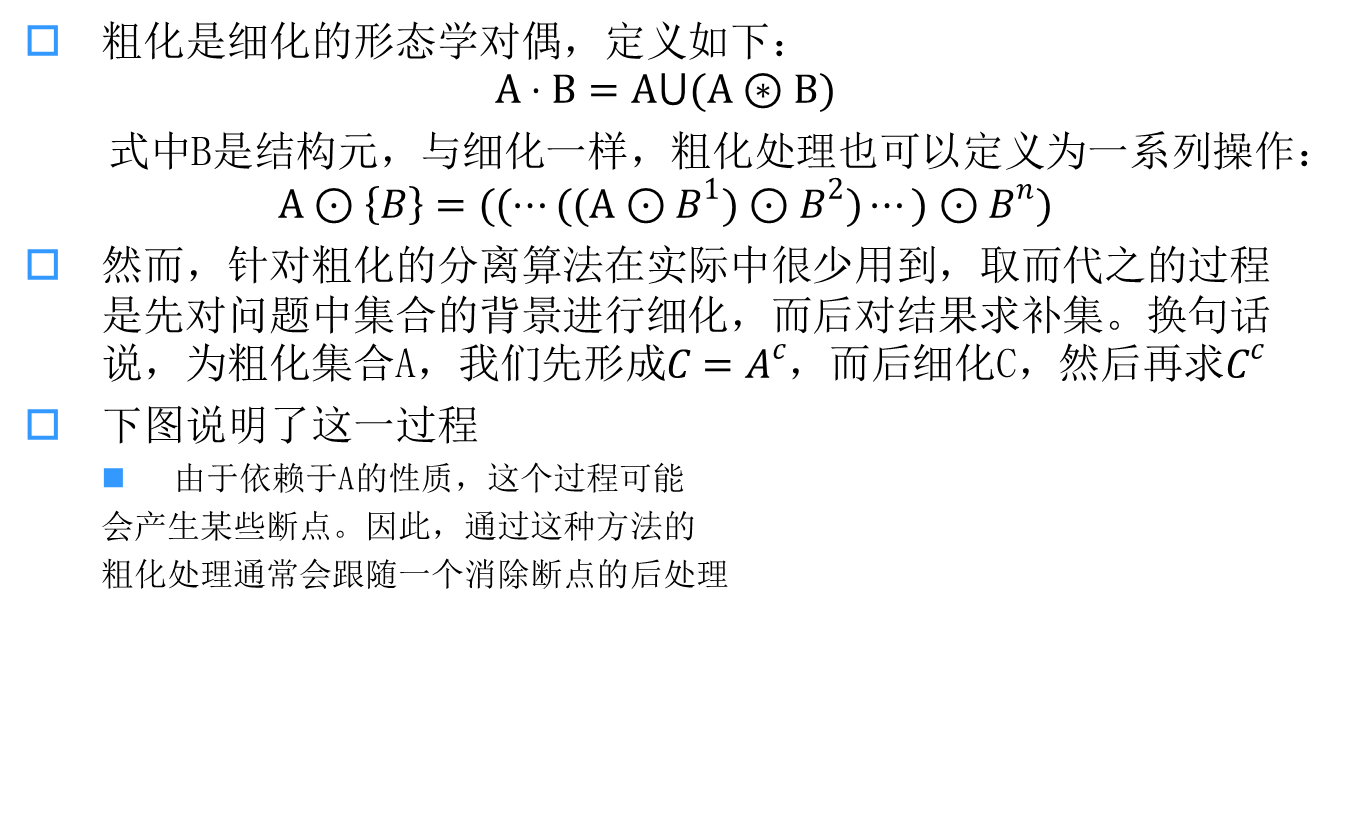 粗化是细化的形态学对偶，定义如下：
A · B = A∪(A ⊛ B)
式中B是结构元，与细化一样，粗化处理也可以定义为一系列操作：
A ⊙ {B} = ((⋯ ((A ⊙ B¹) ⊙ B²) ⋯ ) ⊙ Bⁿ)
然而，针对粗化的分离算法在实际中很少用到，取而代之的过程
是先对问题中集合的背景进行细化，而后对结果求补集。换句话
说，为粗化集合A，我们先形成C = Aᶜ，而后细化C，然后再求Cᶜ
下图说明了这一过程
由于依赖于A的性质，这个过程可能
会产生某些断点。因此，通过这种方法的
粗化处理通常会跟随一个消除断点的后处理